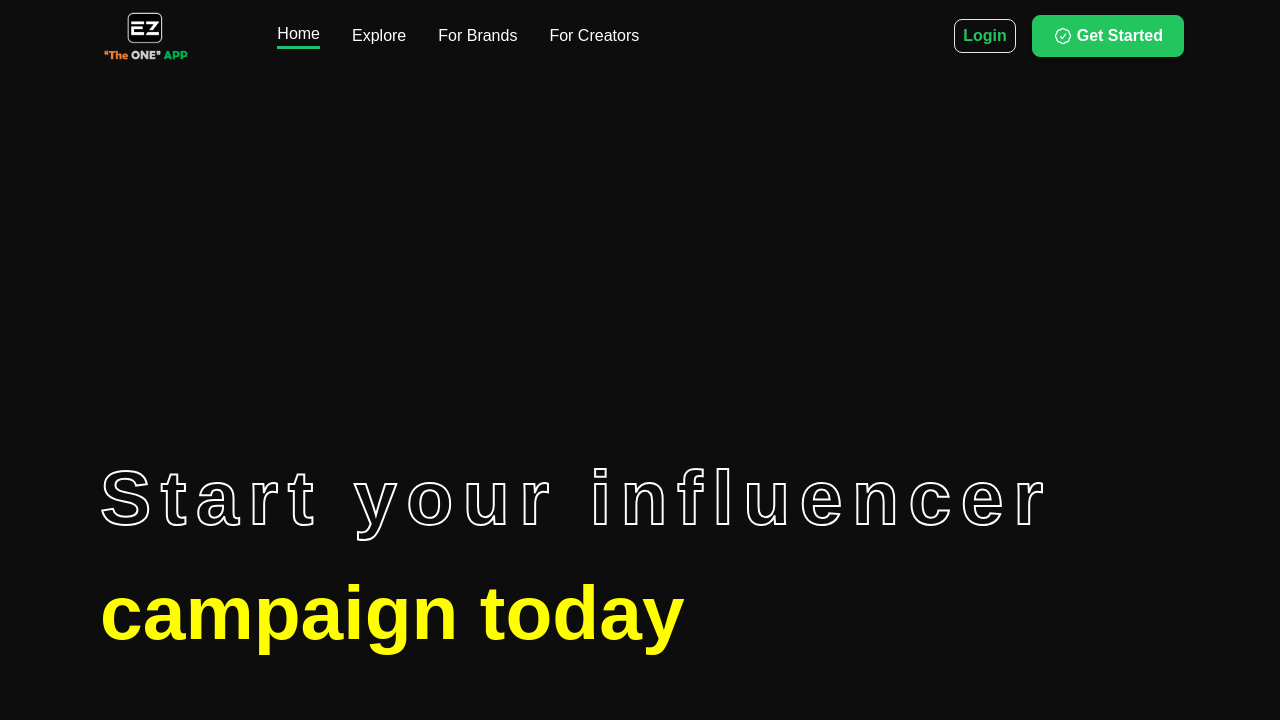 EZ
"The ONE" APP
Home Explore For Brands For Creators Login Get Started
Start your influencer
campaign today